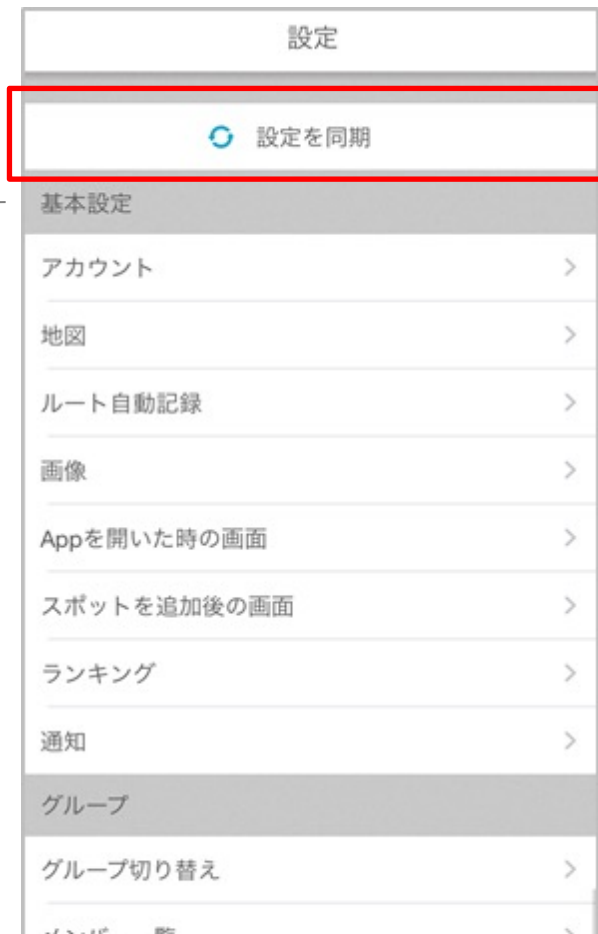 設定
設定を同期
基本設定
アカウント
地図
ルート自動記録
画像
Appを開いた時の画面
スポットを追加後の画面
ランキング
通知
グループ
グループ切り替え